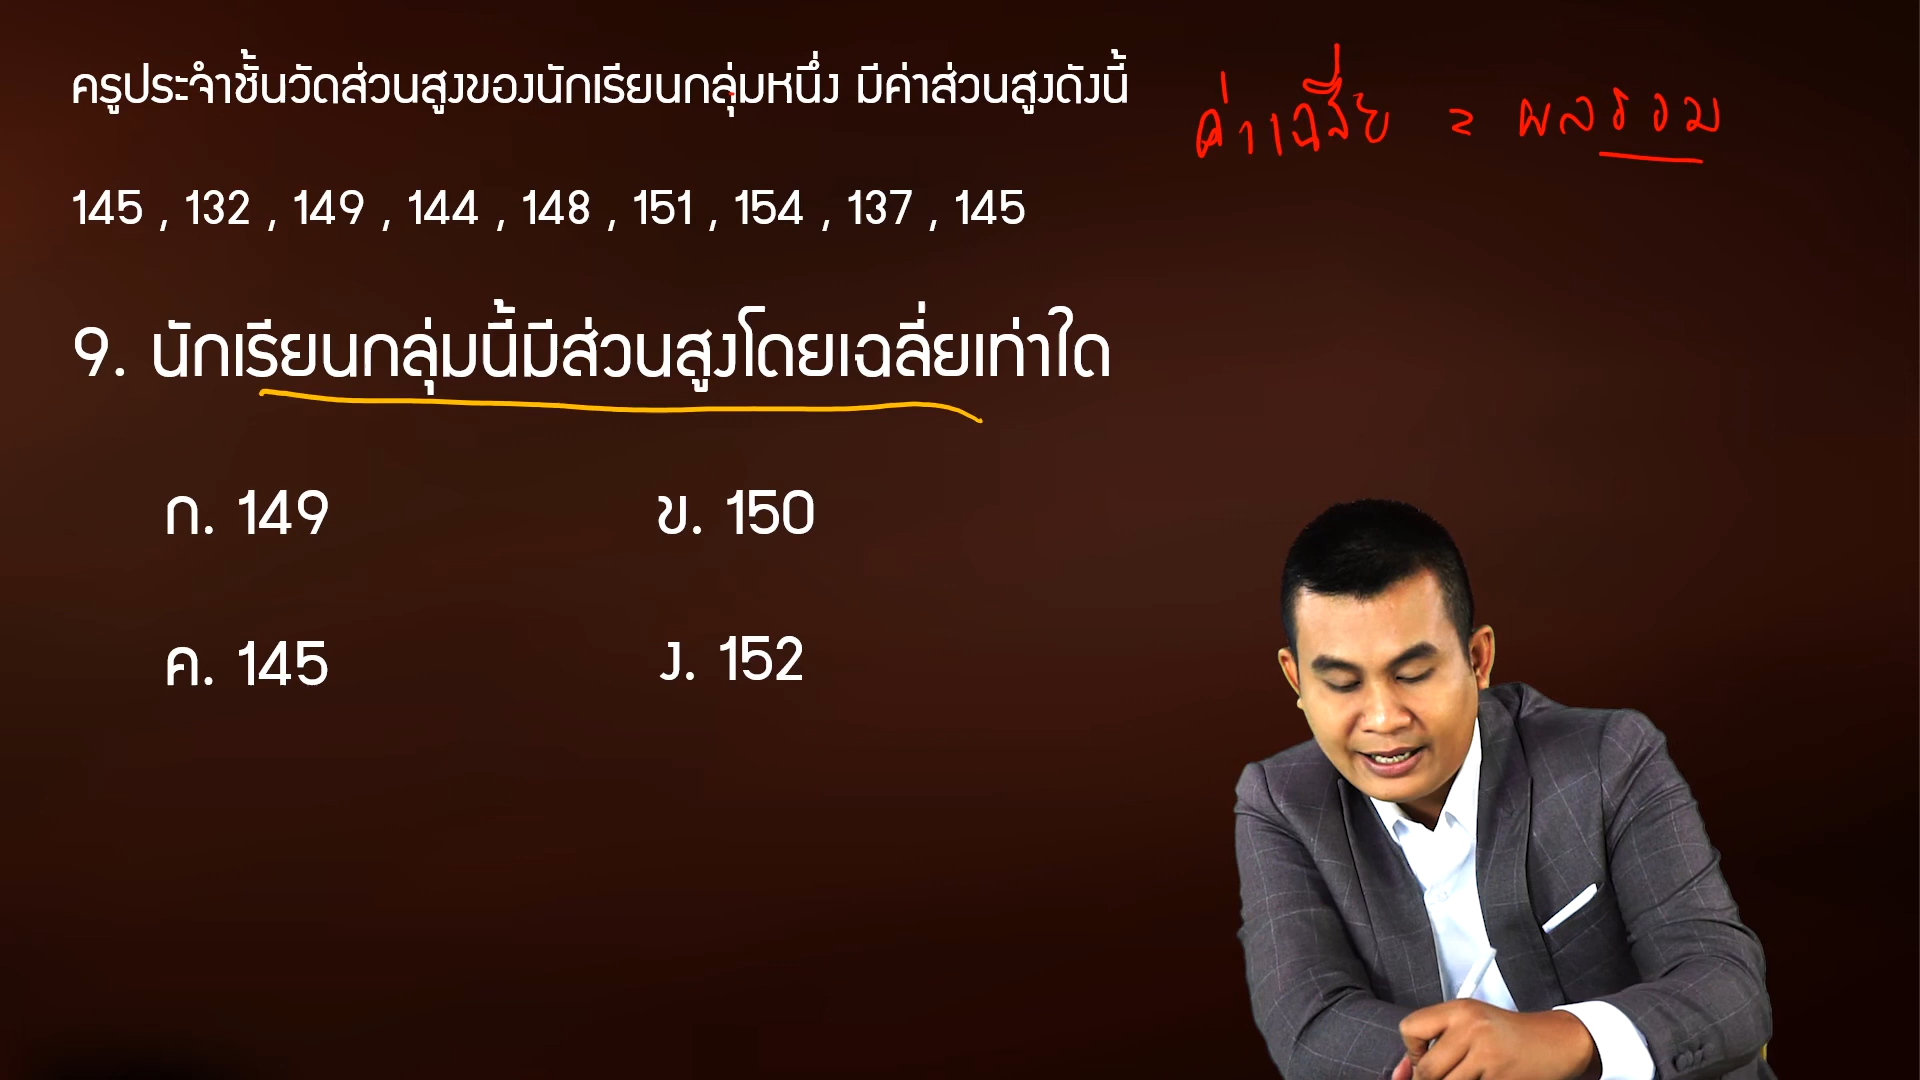 ครูประจำชั้นวัดส่วนสูงของนักเรียนกลุ่มหนึ่ง มีค่าส่วนสูงดังนี้
ค่าเฉลี่ย = ผลรวม
145 , 132 , 149 , 144 , 148 , 151 , 154 , 137 , 145
9. นักเรียนกลุ่มนี้มีส่วนสูงโดยเฉลี่ยเท่าใด
ก. 149 ข. 150
ค. 145 ง. 152